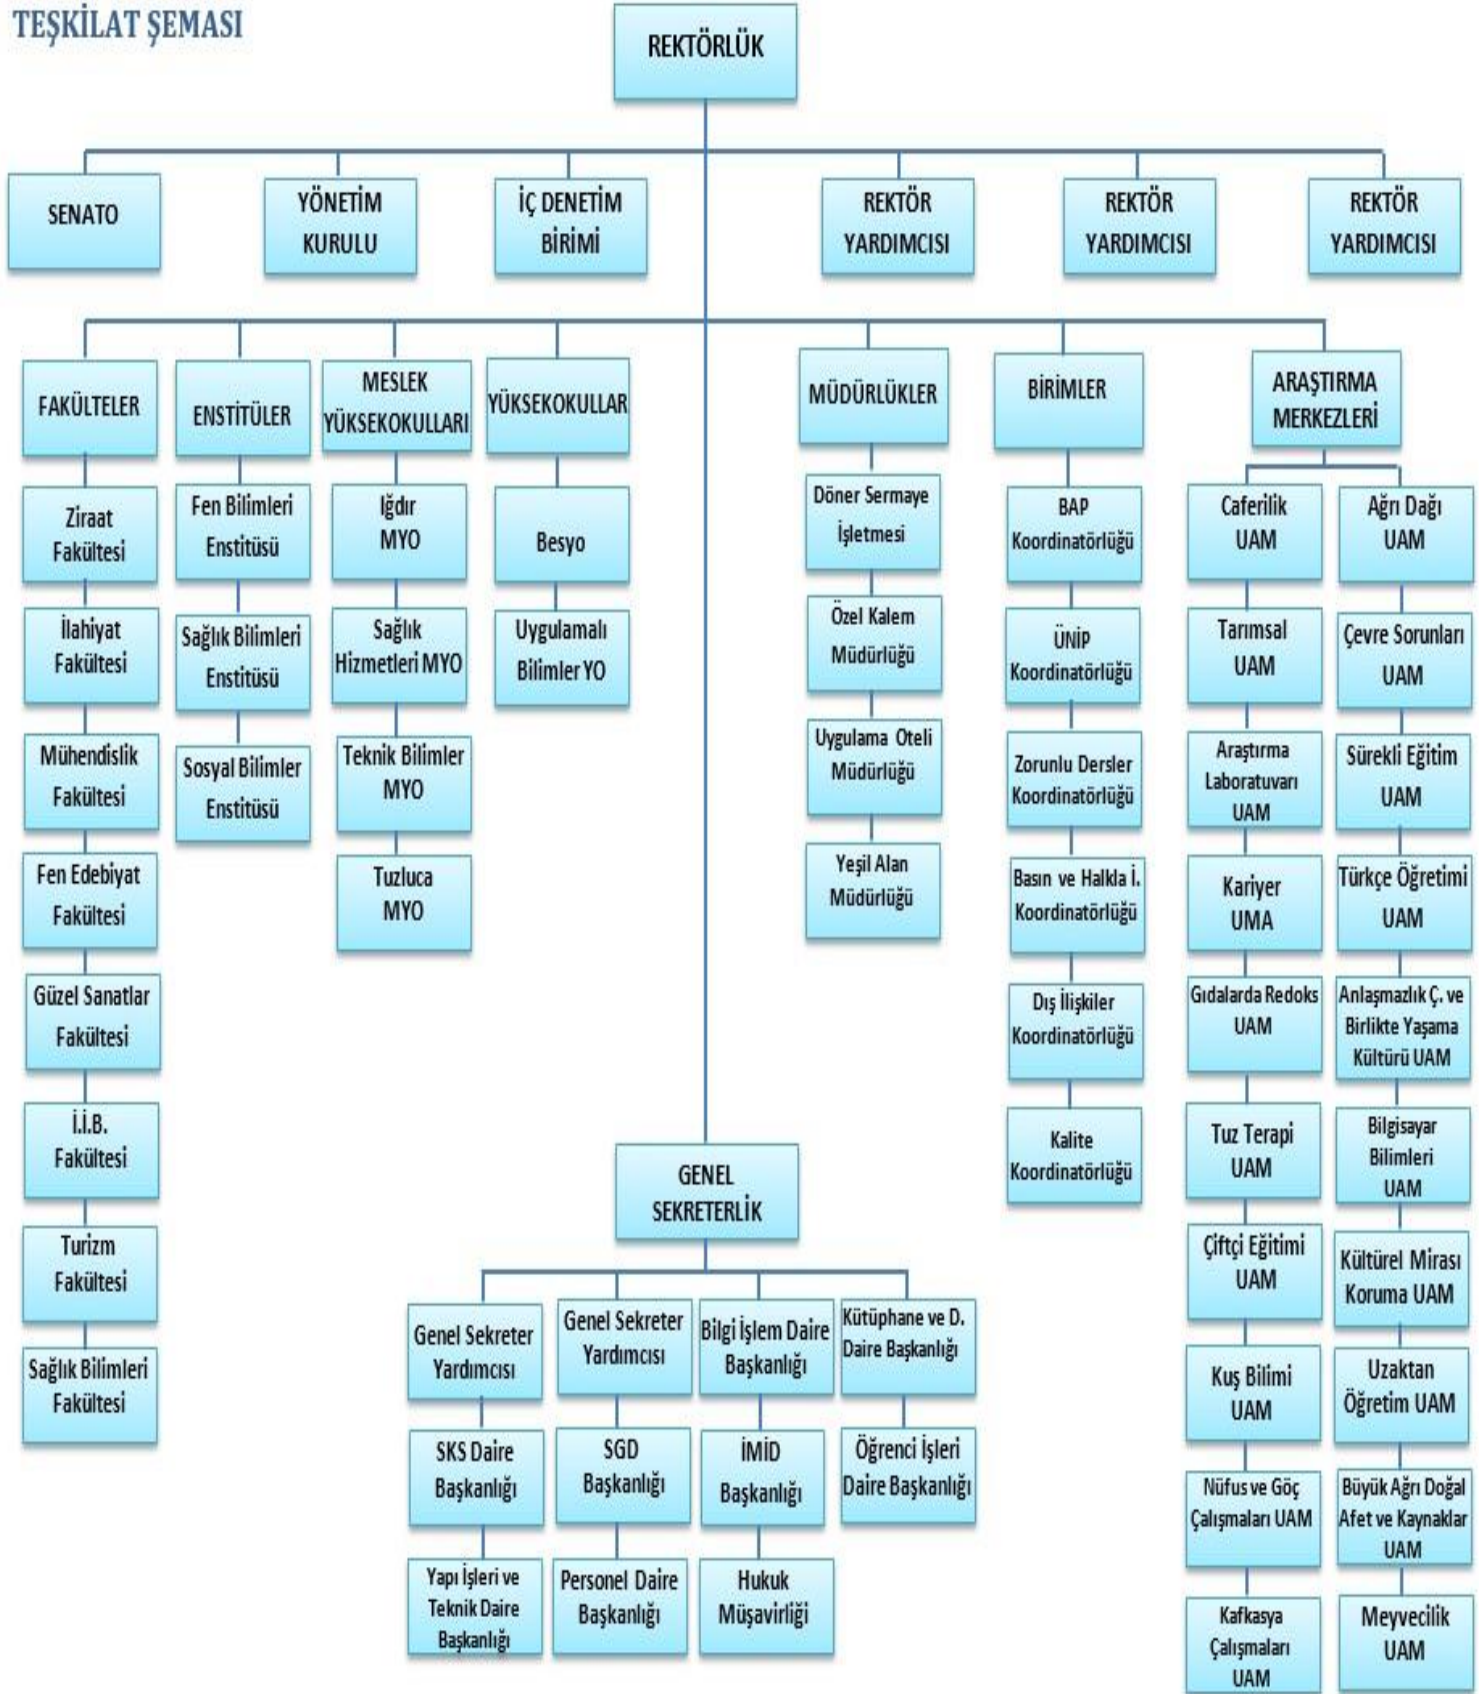 TEŞKİLAT ŞEMASI
REKTÖRLÜK
SENATO
YÖNETİM
KURULU
İÇ DENETİM
BİRİMİ
REKTÖR
YARDIMCISI
REKTÖR
YARDIMCISI
REKTÖR
YARDIMCISI
FAKÜLTELER
Ziraat
Fakültesi
İlahiyat
Fakültesi
Mühendislik
Fakültesi
Fen Edebiyat
Fakültesi
Güzel Sanatlar
Fakültesi
İ.İ.B.
Fakültesi
Turizm
Fakültesi
Sağlık Bilimleri
Fakültesi
ENSTİTÜLER
Fen Bilimleri
Enstitüsü
Sağlık Bilimleri
Enstitüsü
Sosyal Bilimler
Enstitüsü
MESLEK
YÜKSEKOKULLARI
Iğdır
MYO
Sağlık
Hizmetleri MYO
Teknik Bilimler
MYO
Tuzluca
MYO
YÜKSEKOKULLAR
Besyo
Uygulamalı
Bilimler YO
MÜDÜRLÜKLER
Döner Sermaye
İşletmesi
Özel Kalem
Müdürlüğü
Uygulama Oteli
Müdürlüğü
Yeşil Alan
Müdürlüğü
BİRİMLER
BAP
Koordinatörlüğü
ÜNİP
Koordinatörlüğü
Zorunlu Dersler
Koordinatörlüğü
Basın ve Halkla İ.
Koordinatörlüğü
Dış İlişkiler
Koordinatörlüğü
Kalite
Koordinatörlüğü
ARAŞTIRMA
MERKEZLERİ
Caferilik
UAM
Tarımsal
UAM
Araştırma
Laboratuvarı
UAM
Kariyer
UMA
Gıdalarda Redoks
UAM
Tuz Terapi
UAM
Çiftçi Eğitimi
UAM
Kuş Bilimi
UAM
Nüfus ve Göç
Çalışmaları UAM
Kafkasya
Çalışmaları
UAM
Ağrı Dağı
UAM
Çevre Sorunları
UAM
Sürekli Eğitim
UAM
Türkçe Öğretimi
UAM
Anlaşmazlık Ç. ve
Birlikte Yaşama
Kültürü UAM
Bilgisayar
Bilimleri
UAM
Kültürel Mirası
Koruma UAM
Uzaktan
Öğretim UAM
Büyük Ağrı Doğal
Afet ve Kaynaklar
UAM
Meyvecilik
UAM
GENEL
SEKRETERLİK
Genel Sekreter
Yardımcısı
SKS Daire
Başkanlığı
Yapı İşleri ve
Teknik Daire
Başkanlığı
Genel Sekreter
Yardımcısı
SGD
Başkanlığı
Personel Daire
Başkanlığı
Bilgi İşlem Daire
Başkanlığı
İMİD
Başkanlığı
Hukuk
Müşavirliği
Kütüphane ve D.
Daire Başkanlığı
Öğrenci İşleri
Daire Başkanlığı